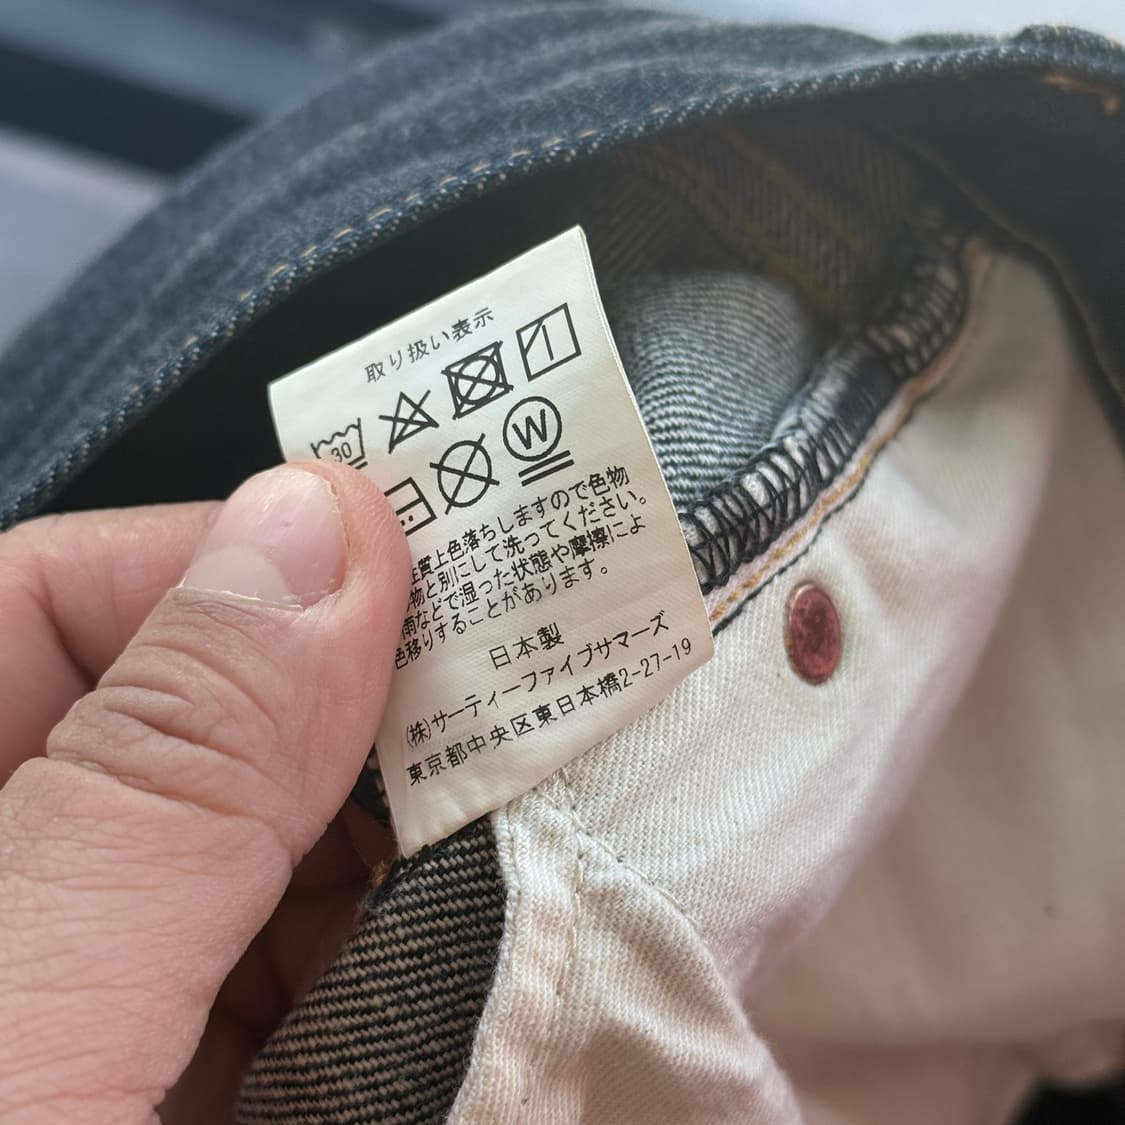 取り扱い表示
30
W
質上色落ちしますので色物
物と別にして洗ってください。
雨などで湿った状態や摩擦によ
色移りすることがあります。
日本製
(株)サーティーファイブサマーズ
東京都中央区東日本橋2-27-19